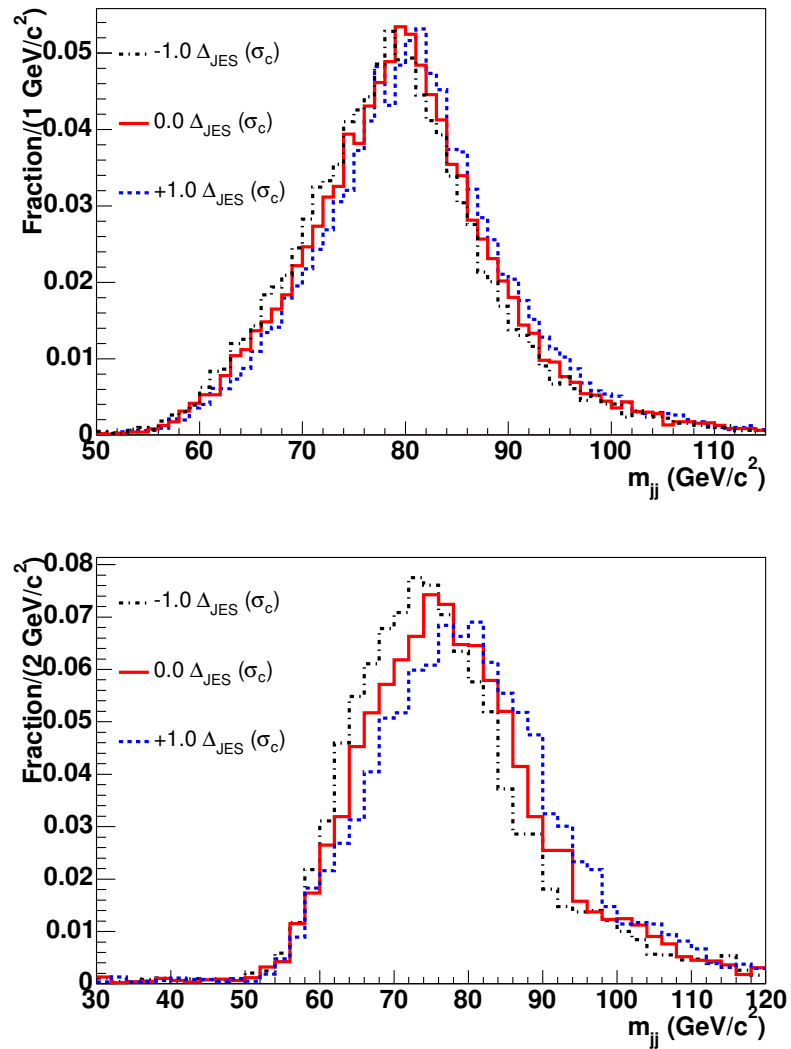 Fraction/(1 GeV/c²)
0.05
0.04
0.03
0.02
0.01
0
-1.0 Δ_JES (σ_c)
0.0 Δ_JES (σ_c)
+1.0 Δ_JES (σ_c)
50 60 70 80 90 100 110
m_jj (GeV/c²)
Fraction/(2 GeV/c²)
0.08
0.07
0.06
0.05
0.04
0.03
0.02
0.01
0
-1.0 Δ_JES (σ_c)
0.0 Δ_JES (σ_c)
+1.0 Δ_JES (σ_c)
30 40 50 60 70 80 90 100 110 120
m_jj (GeV/c²)